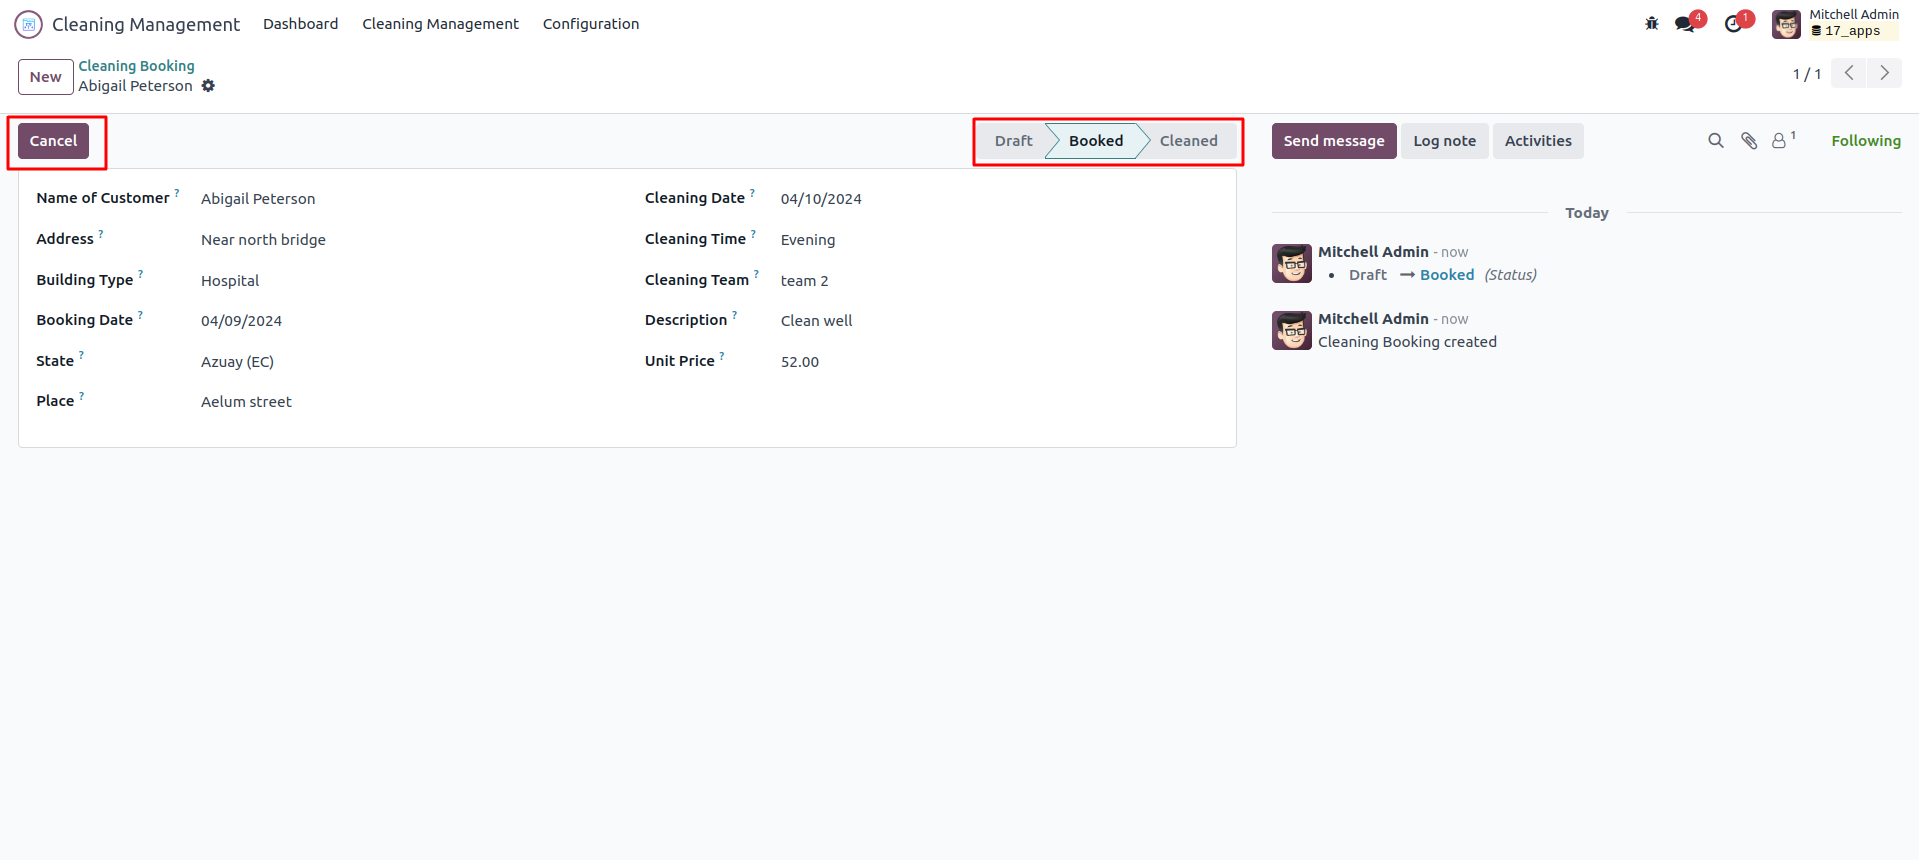 Cleaning Management Dashboard Cleaning Management Configuration 4 1 Mitchell Admin
17_apps
New Cleaning Booking
Abigail Peterson
1 / 1
Cancel Draft Booked Cleaned Send message Log note Activities 1 Following
Name of Customer ? Abigail Peterson Cleaning Date ? 04/10/2024
Address ? Near north bridge Cleaning Time ? Evening
Building Type ? Hospital Cleaning Team ? team 2
Booking Date ? 04/09/2024 Description ? Clean well
State ? Azuay (EC) Unit Price ? 52.00
Place ? Aelum street
Today
Mitchell Admin - now
• Draft → Booked (Status)
Mitchell Admin - now
Cleaning Booking created